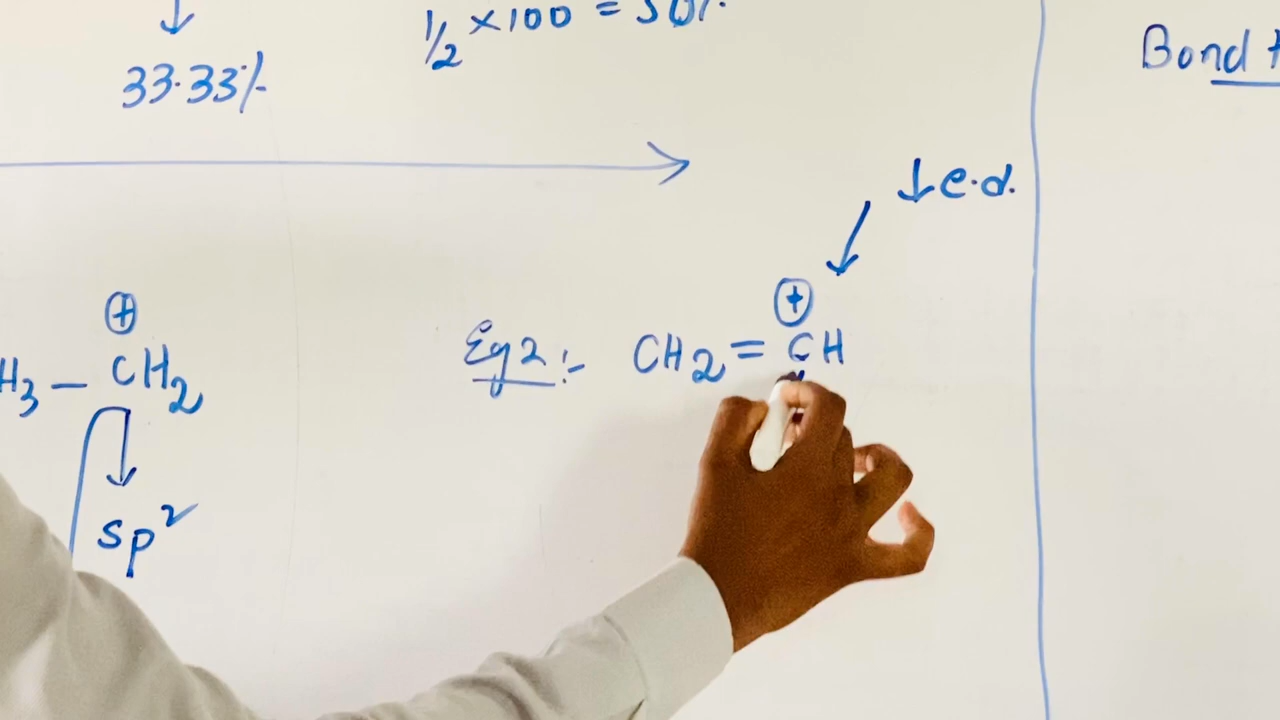 1/2 × 100 = 50%
33.33%
Bond
↓ e.d.
⊕
⊕
H3 – CH2
Eg 2 :- CH2 = CH
sp²